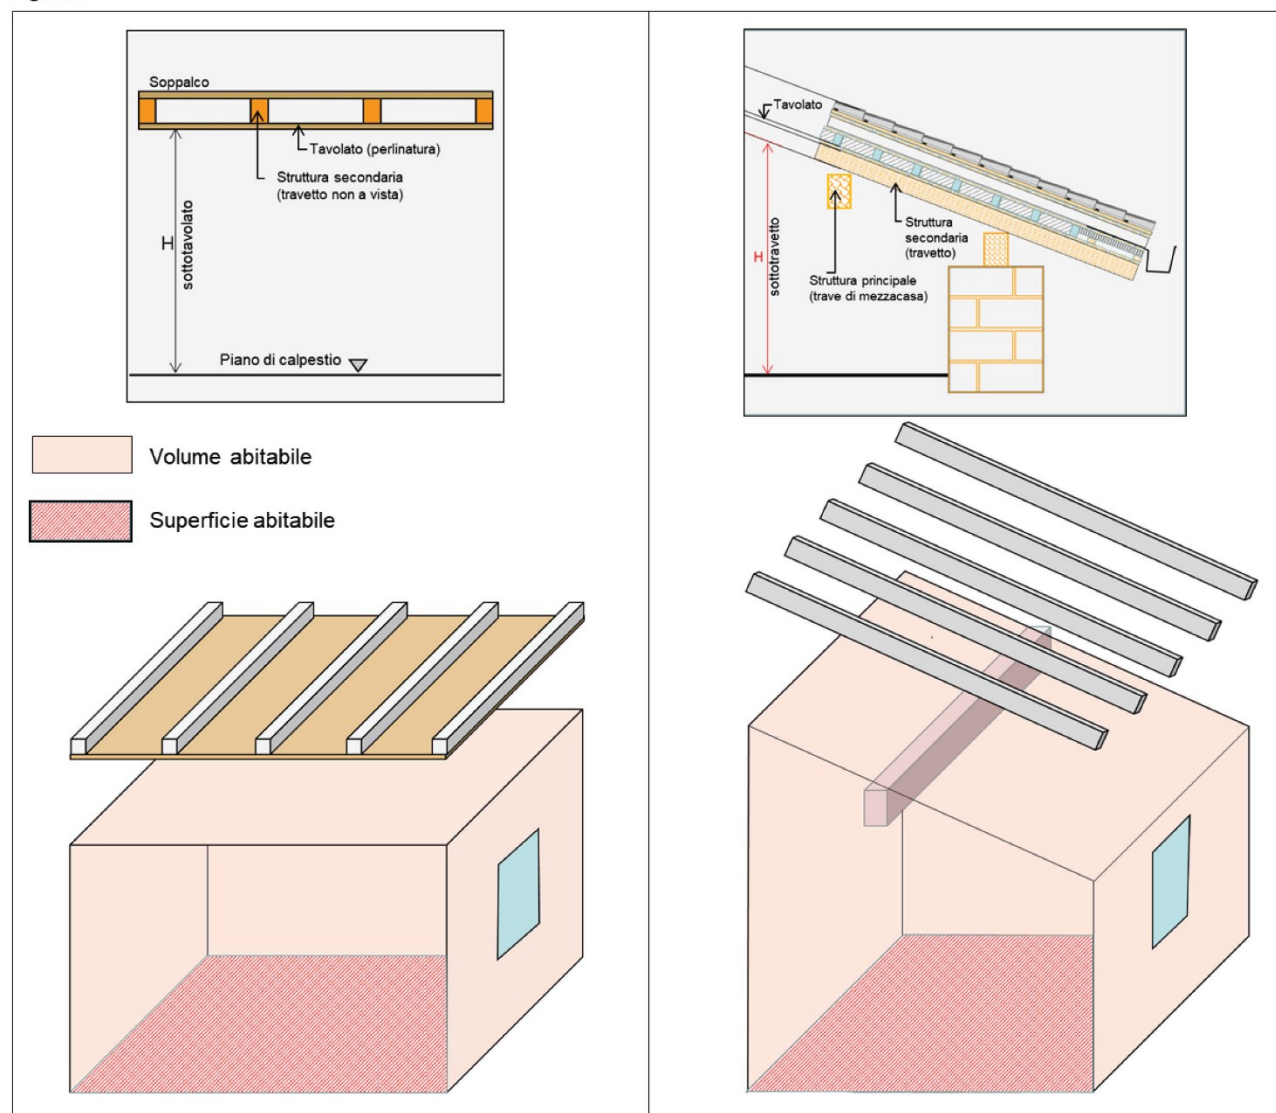 Soppalco
Tavolato (perlinatura)
Struttura secondaria
(travetto non a vista)
H
sottotavolato
Piano di calpestio
Tavolato
Struttura
secondaria
(travetto)
H
sottotravetto
Struttura principale
(trave di mezzacasa)
Volume abitabile
Superficie abitabile